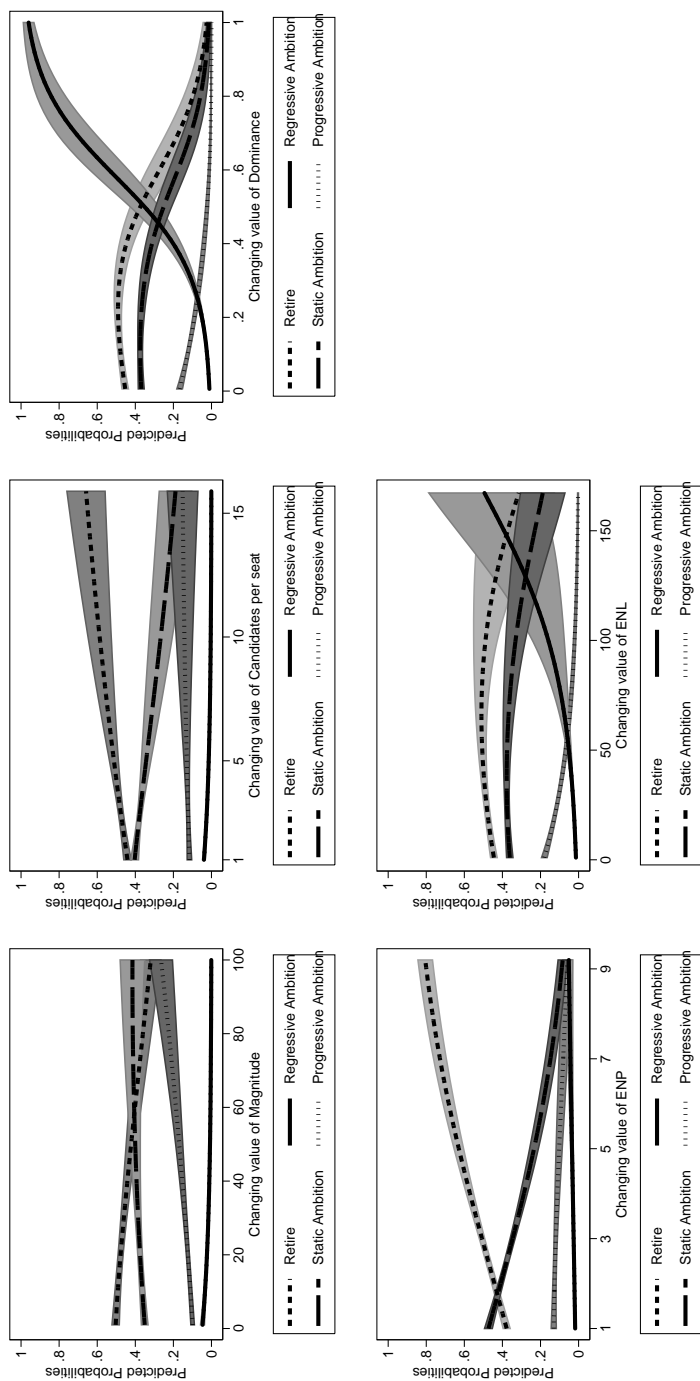 Predicted Probabilities
1
.8
.6
.4
.2
0
0 20 40 60 80 100
Changing value of Magnitude
Retire Regressive Ambition
Static Ambition Progressive Ambition
Predicted Probabilities
1
.8
.6
.4
.2
0
1 5 10 15
Changing value of Candidates per seat
Retire Regressive Ambition
Static Ambition Progressive Ambition
Predicted Probabilities
1
.8
.6
.4
.2
0
0 .2 .4 .6 .8 1
Changing value of Dominance
Retire Regressive Ambition
Static Ambition Progressive Ambition
Predicted Probabilities
1
.8
.6
.4
.2
0
1 3 5 7 9
Changing value of ENP
Retire Regressive Ambition
Static Ambition Progressive Ambition
Predicted Probabilities
1
.8
.6
.4
.2
0
0 50 100 150
Changing value of ENL
Retire Regressive Ambition
Static Ambition Progressive Ambition